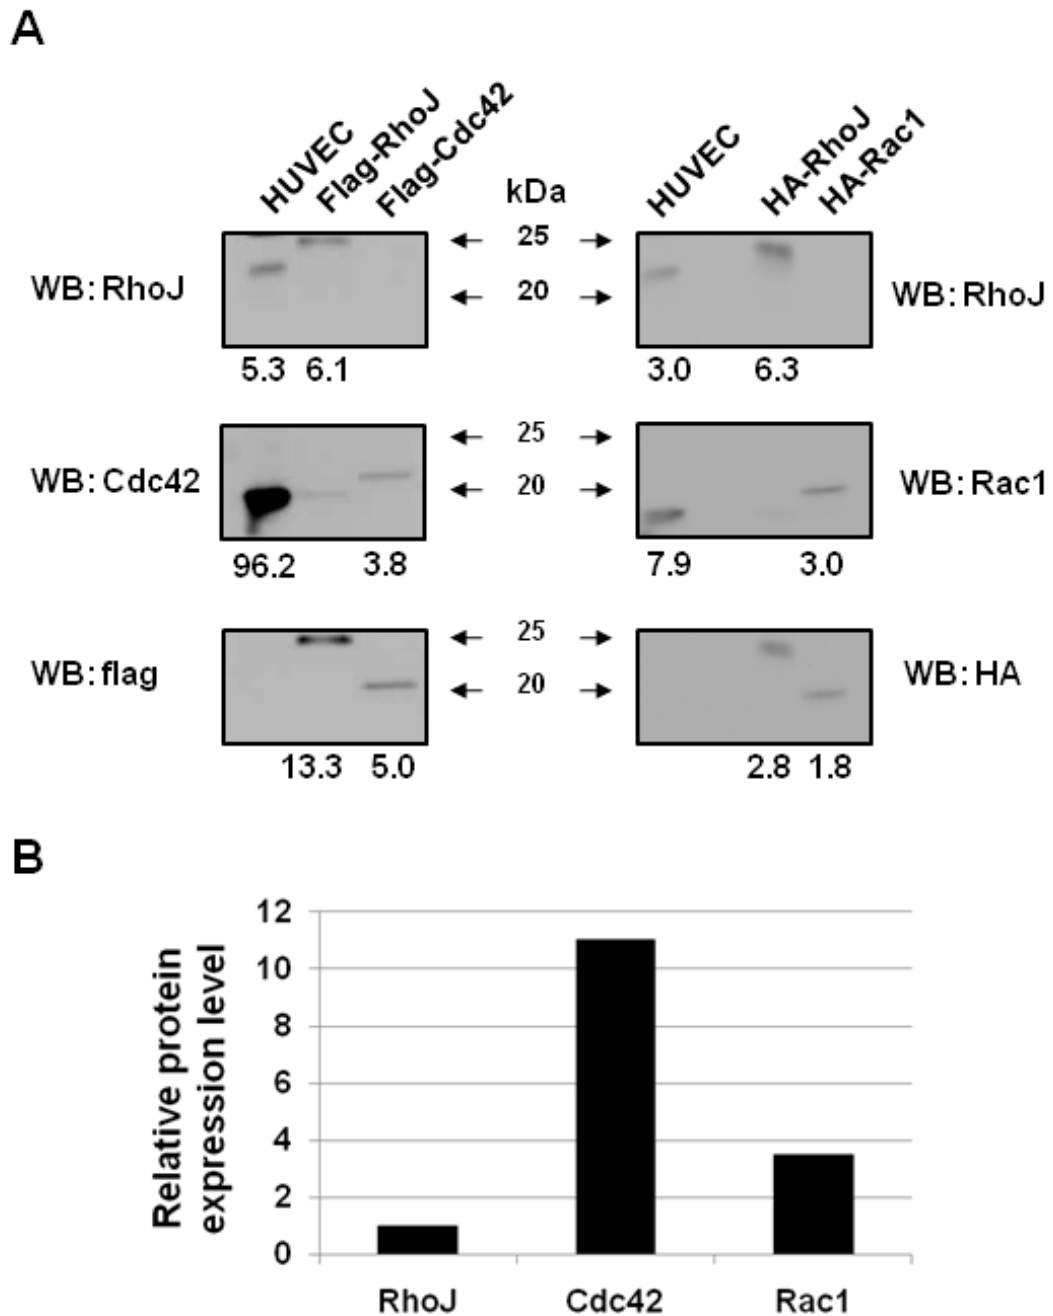 A
HUVEC
Flag-RhoJ
Flag-Cdc42
kDa
HUVEC
HA-RhoJ
HA-Rac1
WB: RhoJ
25
20
WB: RhoJ
5.3 6.1
3.0 6.3
WB: Cdc42
25
20
WB: Rac1
96.2 3.8
7.9 3.0
WB: flag
25
20
WB: HA
13.3 5.0
2.8 1.8
B
Relative protein
expression level
12
10
8
6
4
2
0
RhoJ Cdc42 Rac1